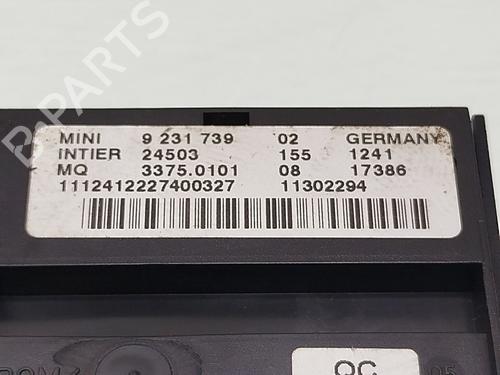 MINI 9 231 739 02 GERMANY
INTIER 24503 155 1241
MQ 3375.0101 08 17386
1112412227400327 11302294
QC
B-PARTS